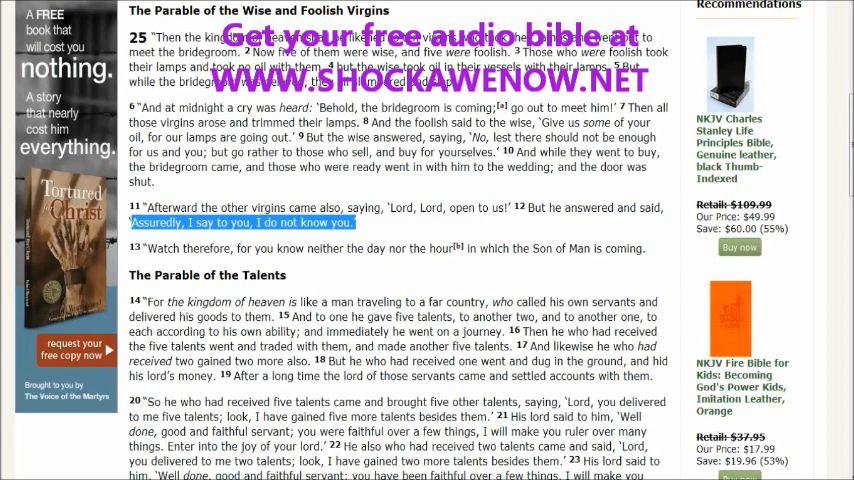 A FREE
book that
will cost you
nothing.
A story
that nearly
cost him
everything.
Tortured
for
Christ
request your
free copy now
Brought to you by
The Voice of the Martyrs
The Parable of the Wise and Foolish Virgins
Get your free audio bible at
WWW.SHOCKAWENOW.NET
25 "Then the kingdom
meet the bridegroom. 2 Now five of them were wise, and five were foolish. 3 Those who were foolish took
their lamps and took no oil with them, 4 but the wise took oil in their vessels with their lamps. 5 But
while the bridegroom
6 "And at midnight a cry was heard: 'Behold, the bridegroom is coming;[a] go out to meet him!' 7 Then all
those virgins arose and trimmed their lamps. 8 And the foolish said to the wise, 'Give us some of your
oil, for our lamps are going out.' 9 But the wise answered, saying, 'No, lest there should not be enough
for us and you; but go rather to those who sell, and buy for yourselves.' 10 And while they went to buy,
the bridegroom came, and those who were ready went in with him to the wedding; and the door was
shut.
11 "Afterward the other virgins came also, saying, 'Lord, Lord, open to us!' 12 But he answered and said,
'Assuredly, I say to you, I do not know you.'
13 "Watch therefore, for you know neither the day nor the hour[b] in which the Son of Man is coming.
The Parable of the Talents
14 "For the kingdom of heaven is like a man traveling to a far country, who called his own servants and
delivered his goods to them. 15 And to one he gave five talents, to another two, and to another one, to
each according to his own ability; and immediately he went on a journey. 16 Then he who had received
the five talents went and traded with them, and made another five talents. 17 And likewise he who had
received two gained two more also. 18 But he who had received one went and dug in the ground, and hid
his lord's money. 19 After a long time the lord of those servants came and settled accounts with them.
20 "So he who had received five talents came and brought five other talents, saying, 'Lord, you delivered
to me five talents; look, I have gained five more talents besides them.' 21 His lord said to him, 'Well
done, good and faithful servant; you were faithful over a few things, I will make you ruler over many
things. Enter into the joy of your lord.' 22 He also who had received two talents came and said, 'Lord,
you delivered to me two talents; look, I have gained two more talents besides them.' 23 His lord said to
him, 'Well done, good and faithful servant; you have been faithful over a few things, I will make you
Recommendations
NKJV Charles
Stanley Life
Principles Bible,
Genuine leather,
black Thumb-
Indexed
Retail: $109.99
Our Price: $49.99
Save: $60.00 (55%)
Buy now
NKJV Fire Bible for
Kids: Becoming
God's Power Kids,
Imitation Leather,
Orange
Retail: $37.95
Our Price: $17.99
Save: $19.96 (53%)
Buy now